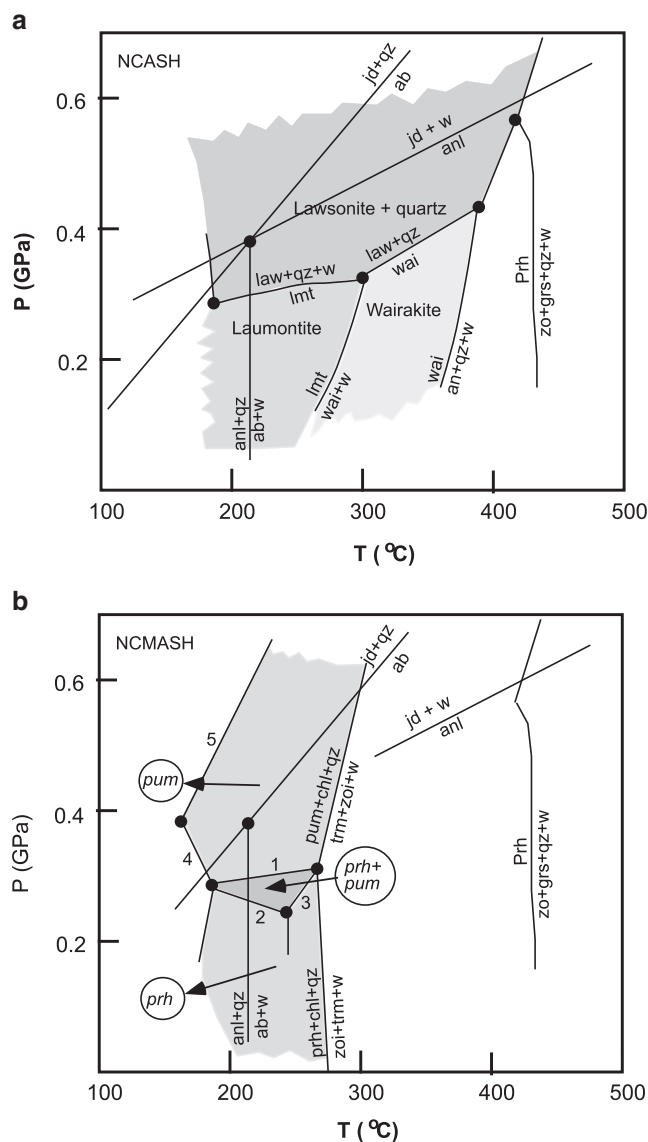 a
NCASH
jd+qz
ab
0.6
jd + w
anl
Lawsonite + quartz
0.4
law+qz
wai
P (GPa)
law+qz+w
lmt
Prh
zo+grs+qz+w
Laumontite
Wairakite
0.2
lmt
wai+w
wai
an+qz+w
anl+qz
ab+w
100
200
300
400
500
T ( ºC)
b
NCMASH
jd+qz
ab
0.6
jd + w
anl
5
pum
pum+chl+qz
trm+zoi+w
0.4
P (GPa)
4
1
prh+
pum
Prh
zo+grs+qz+w
2
3
0.2
prh
anl+qz
ab+w
prh+chl+qz
zoi+trm+w
100
200
300
400
500
T ( ºC)